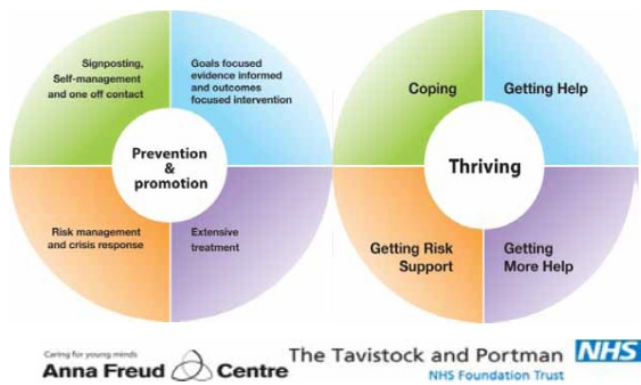 Signposting,
Self-management
and one off contact
Goals focused
evidence informed
and outcomes
focused intervention
Prevention
&
promotion
Risk management
and crisis response
Extensive
treatment
Coping
Getting Help
Thriving
Getting Risk
Support
Getting
More Help
Caring for young minds
Anna Freud Centre
The Tavistock and Portman NHS
NHS Foundation Trust